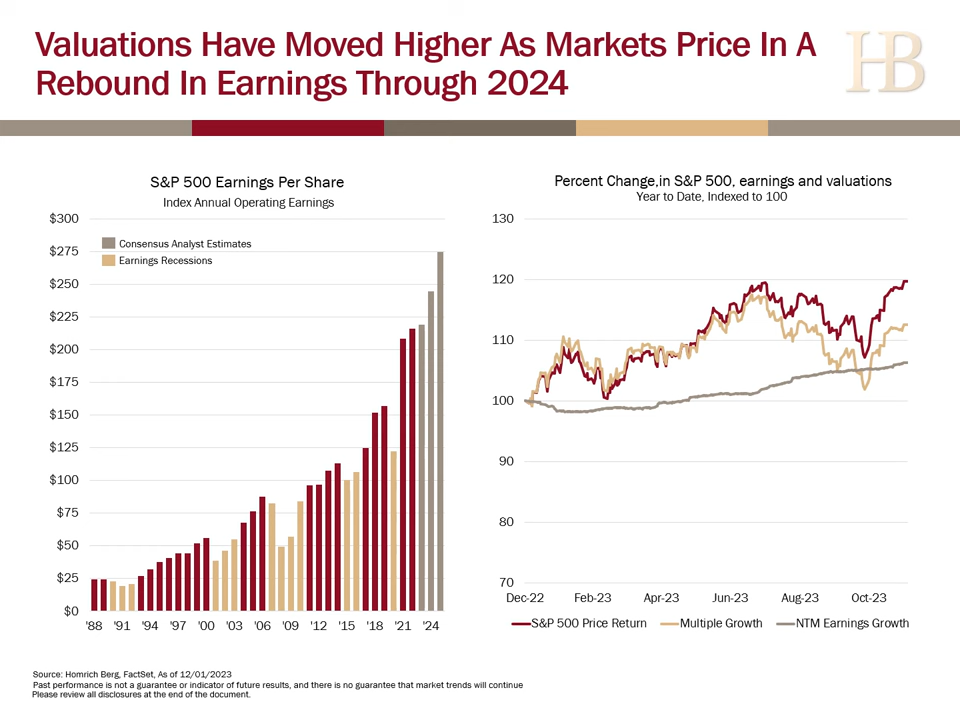 Valuations Have Moved Higher As Markets Price In A
Rebound In Earnings Through 2024
HB
S&P 500 Earnings Per Share
Index Annual Operating Earnings
$300
$275
$250
$225
$200
$175
$150
$125
$100
$75
$50
$25
$0
Consensus Analyst Estimates
Earnings Recessions
'88 '91 '94 '97 '00 '03 '06 '09 '12 '15 '18 '21 '24
Percent Change,in S&P 500, earnings and valuations
Year to Date, Indexed to 100
130
120
110
100
90
80
70
Dec-22 Feb-23 Apr-23 Jun-23 Aug-23 Oct-23
S&P 500 Price Return Multiple Growth NTM Earnings Growth
Source: Homrich Berg, FactSet, As of 12/01/2023
Past performance is not a guarantee or indicator of future results, and there is no guarantee that market trends will continue
Please review all disclosures at the end of the document.